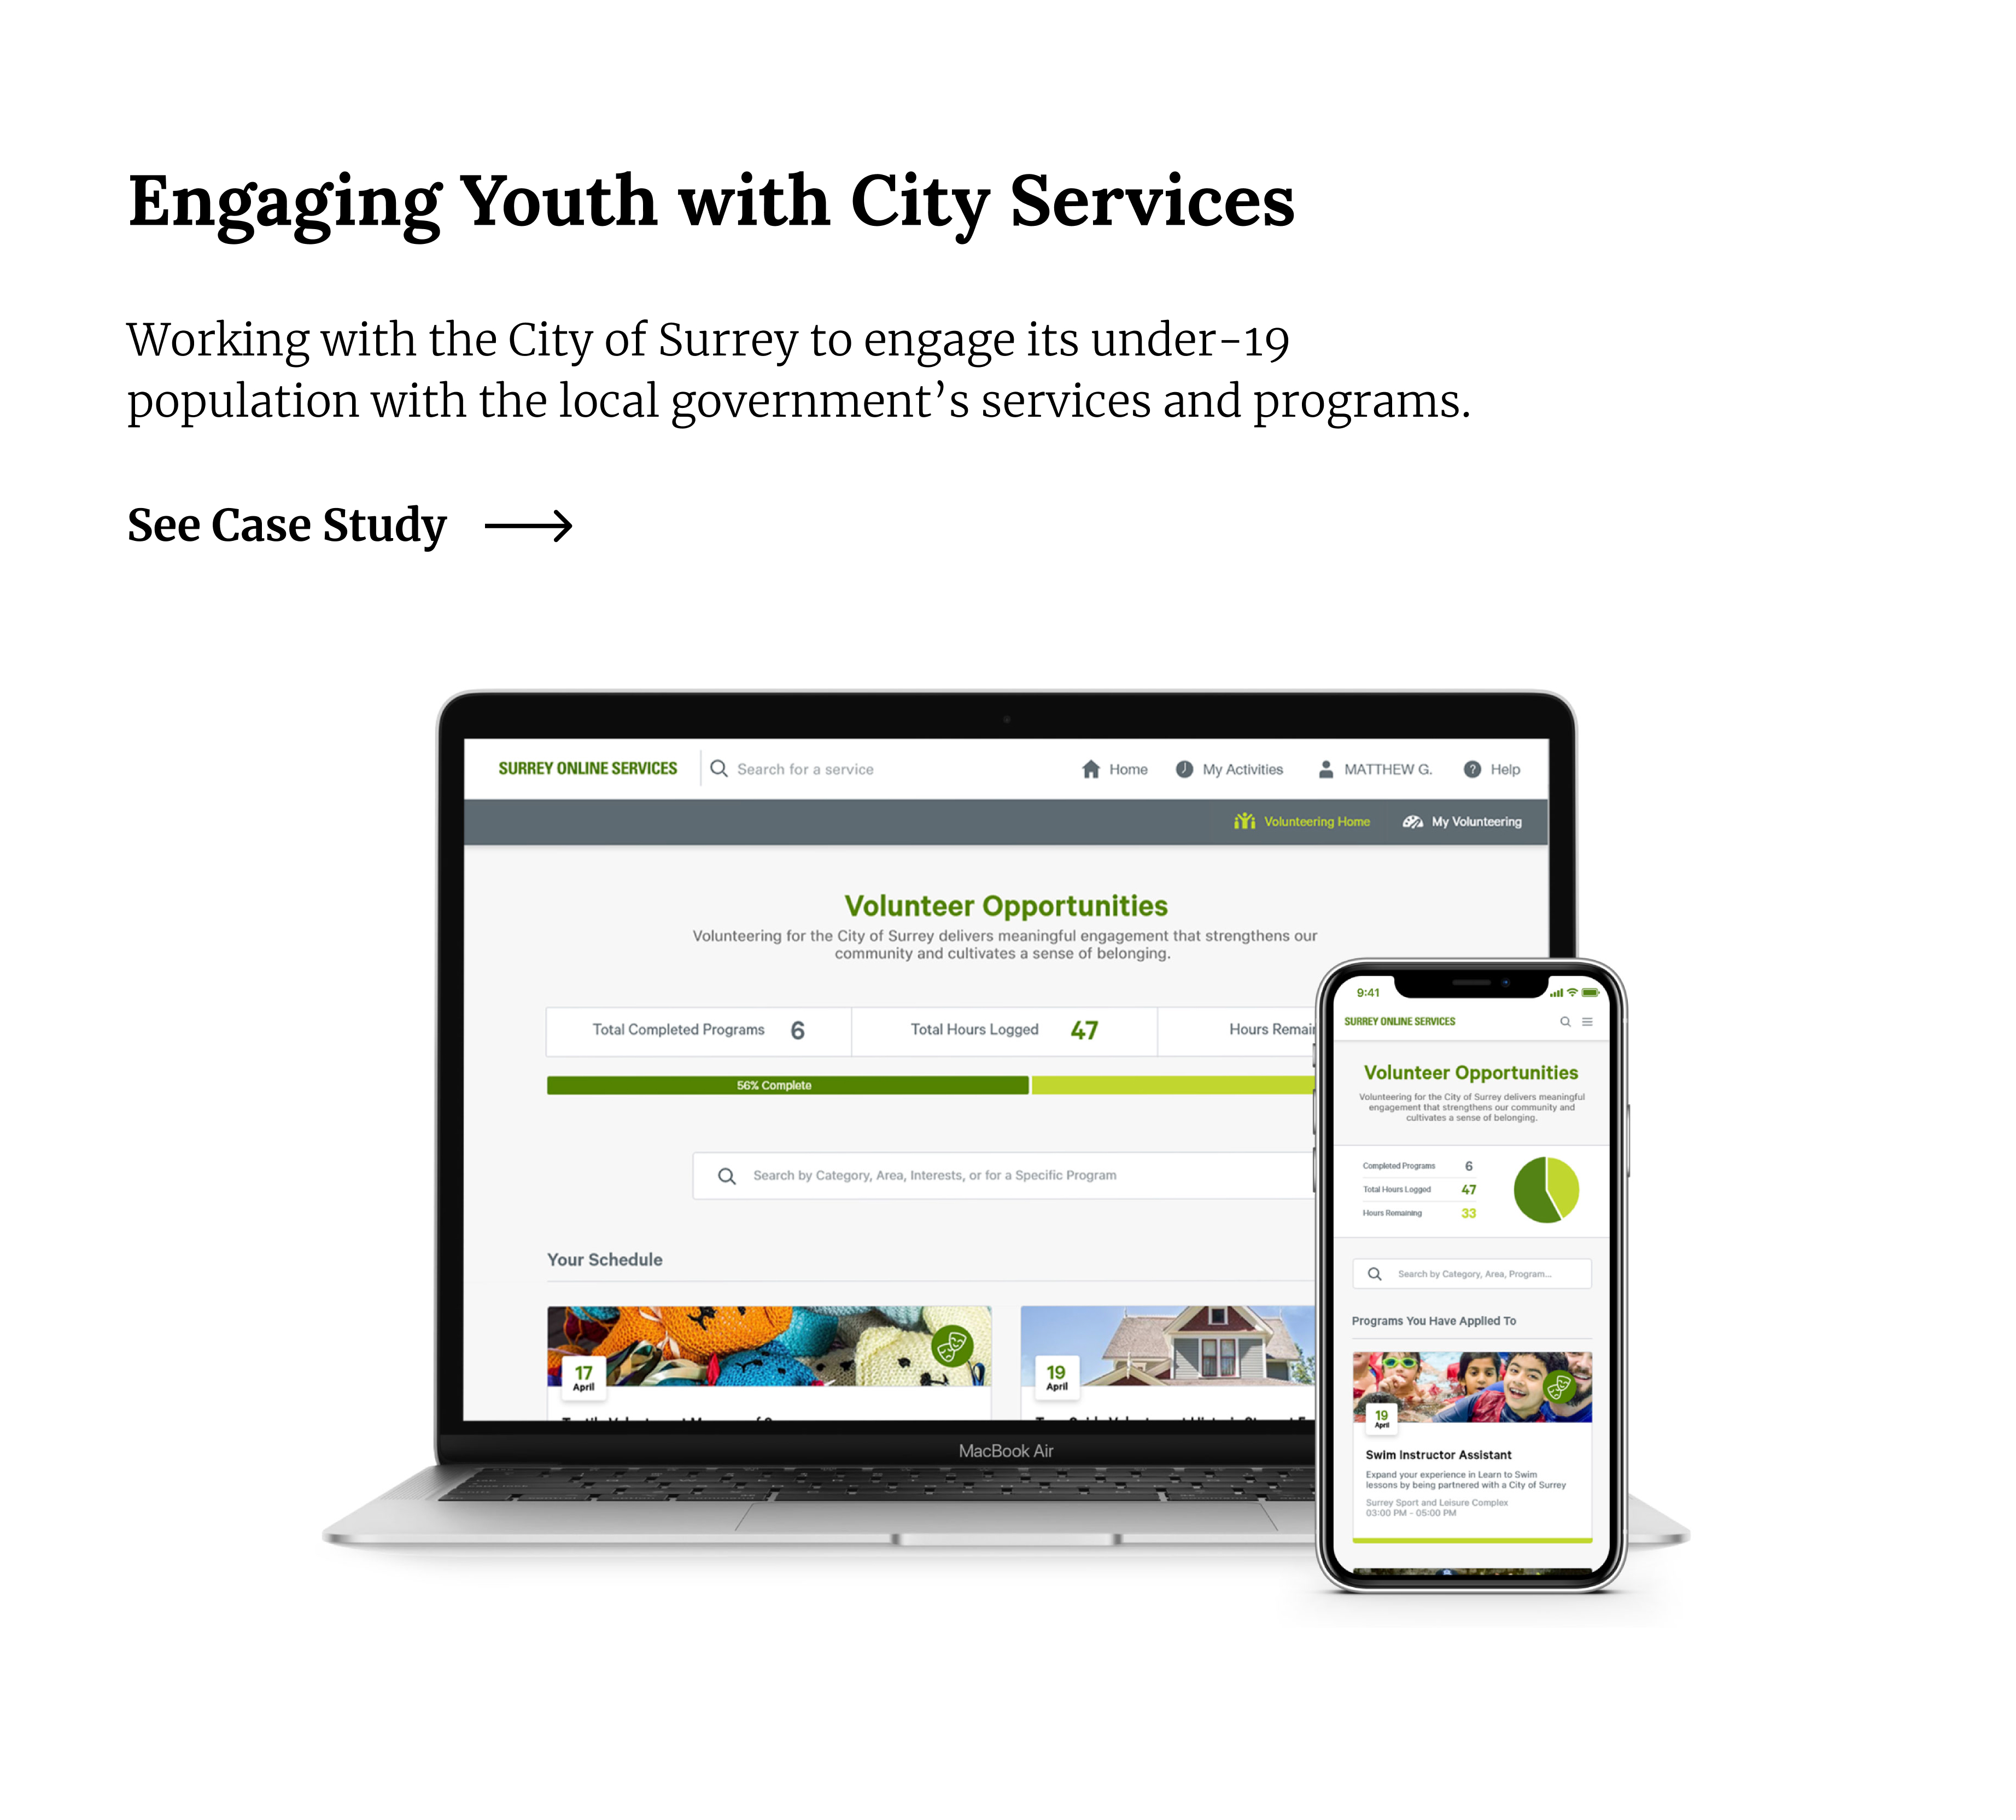 Engaging Youth with City Services
Working with the City of Surrey to engage its under-19
population with the local government’s services and programs.
See Case Study
SURREY ONLINE SERVICES
Search for a service
Home
My Activities
MATTHEW G.
Help
Volunteering Home
My Volunteering
Volunteer Opportunities
Volunteering for the City of Surrey delivers meaningful engagement that strengthens our
community and cultivates a sense of belonging.
Total Completed Programs 6
Total Hours Logged 47
Hours
56% Complete
Search by Category, Area, Interests, or for a Specific Program
Your Schedule
17
April
19
April
MacBook Air
9:41
SURREY ONLINE SERVICES
Volunteer Opportunities
Volunteering for the City of Surrey delivers meaningful
engagement that strengthens our community and
cultivates a sense of belonging.
Completed Programs 6
Total Hours Logged 47
Hours Remaining 33
Search by Category, Area, Program...
Programs You Have Applied To
19
April
Swim Instructor Assistant
Expand your experience in Learn to Swim
lessons by being partnered with a City of Surrey
Surrey Sport and Leisure Complex
03:00 PM - 05:00 PM